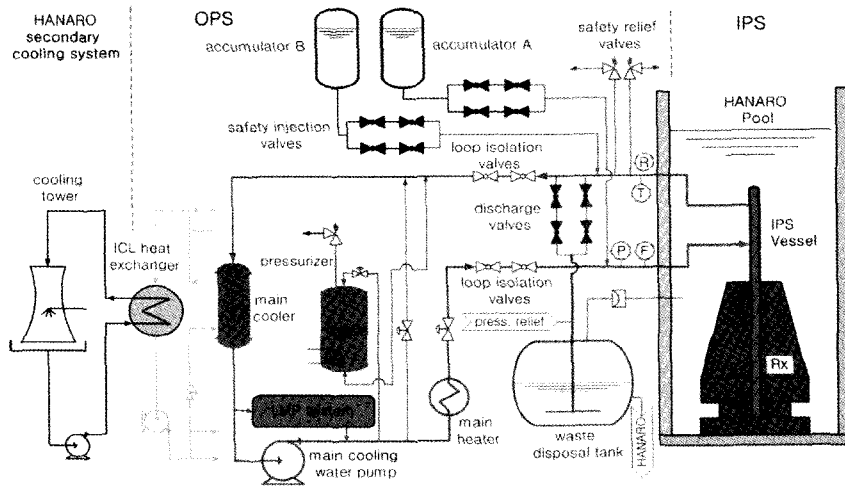 HANARO
secondary
cooling system
OPS
IPS
accumulator B
accumulator A
safety relief
valves
HANARO
Pool
safety injection
valves
loop isolation
valves
R
T
cooling
tower
discharge
valves
IPS
Vessel
ICL heat
exchanger
pressurizer
P
F
main
cooler
loop isolation
valves
press. relief
Rx
LMP system
main
heater
waste
disposal tank
HANARO
main cooling
water pump